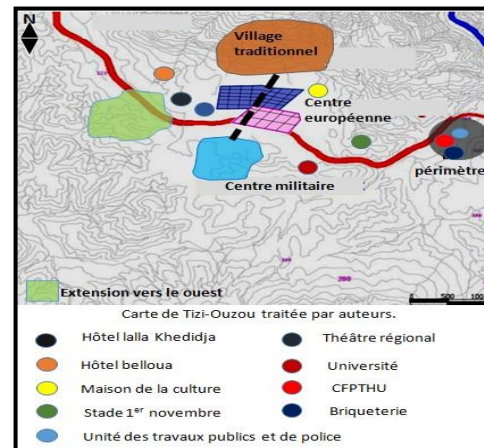 N
Village
traditionnel
Centre
européenne
périmètre
Centre militaire
200
Extension vers le ouest
500
Carte de Tizi-Ouzou traitée par auteurs.
Hôtel lalla Khedidja
Théâtre régional
Hôtel belloua
Université
Maison de la culture
CFPTHU
Stade 1er novembre
Briqueterie
Unité des travaux publics et de police